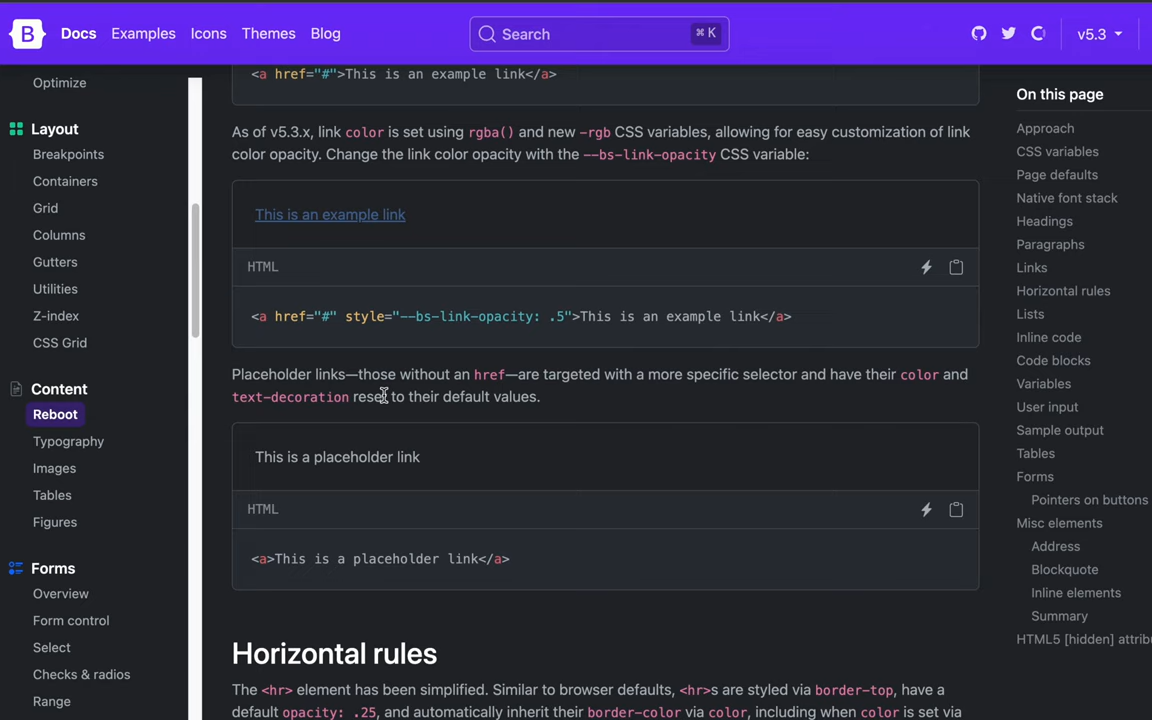 B Docs Examples Icons Themes Blog Search ⌘ K v5.3
Optimize
Layout
Breakpoints
Containers
Grid
Columns
Gutters
Utilities
Z-index
CSS Grid
Content
Reboot
Typography
Images
Tables
Figures
Forms
Overview
Form control
Select
Checks & radios
Range
<a href="#">This is an example link</a>
As of v5.3.x, link color is set using rgba() and new -rgb CSS variables, allowing for easy customization of link
color opacity. Change the link color opacity with the --bs-link-opacity CSS variable:
This is an example link
HTML
<a href="#" style="--bs-link-opacity: .5">This is an example link</a>
Placeholder links—those without an href—are targeted with a more specific selector and have their color and
text-decoration reset to their default values.
This is a placeholder link
HTML
<a>This is a placeholder link</a>
Horizontal rules
The <hr> element has been simplified. Similar to browser defaults, <hr>s are styled via border-top, have a
default opacity: .25, and automatically inherit their border-color via color, including when color is set via
On this page
Approach
CSS variables
Page defaults
Native font stack
Headings
Paragraphs
Links
Horizontal rules
Lists
Inline code
Code blocks
Variables
User input
Sample output
Tables
Forms
Pointers on buttons
Misc elements
Address
Blockquote
Inline elements
Summary
HTML5 [hidden] attribu